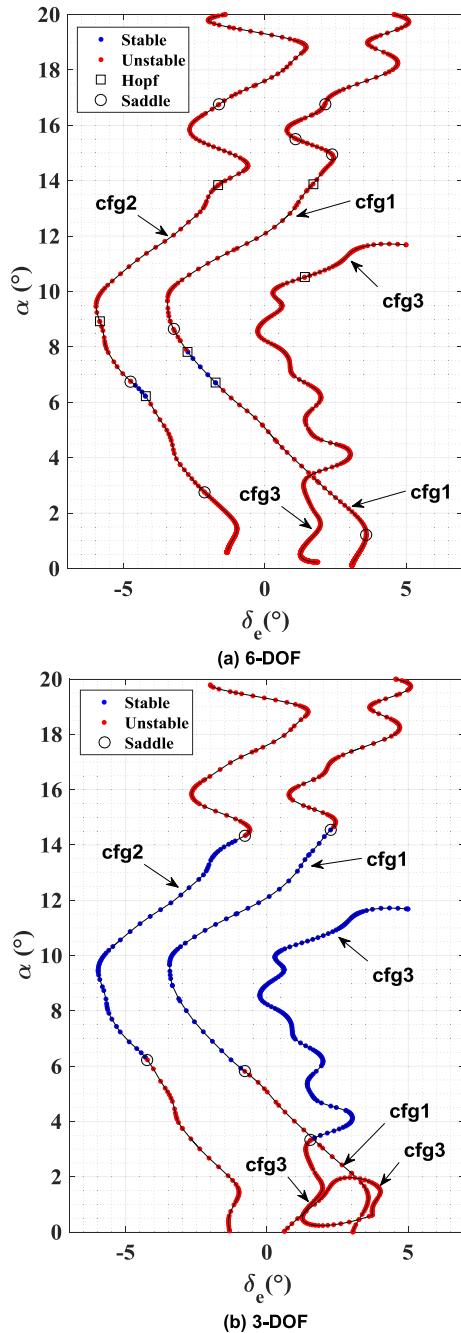 20
18
16
14
12
10
8
6
4
2
0
α (°)
Stable
Unstable
Hopf
Saddle
cfg2
cfg1
cfg3
cfg3
cfg1
-5
0
5
δe(°)
(a) 6-DOF
20
18
16
14
12
10
8
6
4
2
0
α (°)
Stable
Unstable
Saddle
cfg2
cfg1
cfg3
cfg1
cfg3
cfg3
-5
0
5
δe(°)
(b) 3-DOF